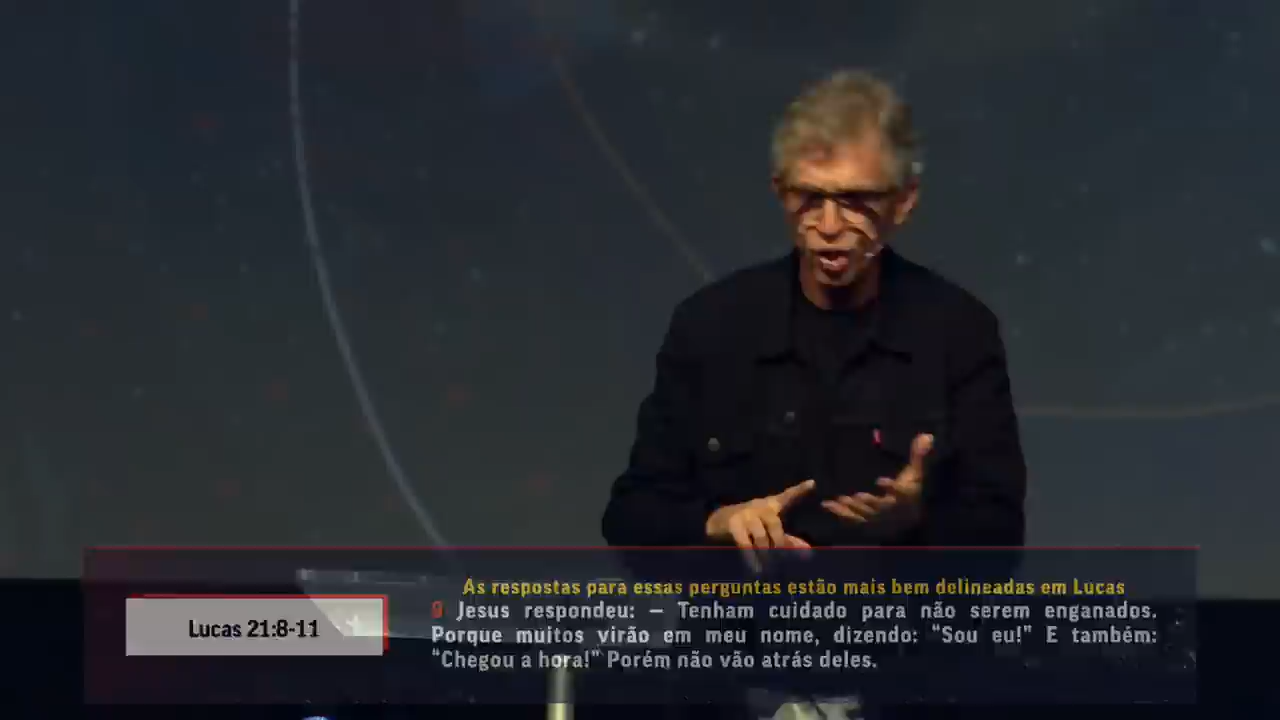 As respostas para essas perguntas estão mais bem delineadas em Lucas
Lucas 21:8-11
8 Jesus respondeu: — Tenham cuidado para não serem enganados.
Porque muitos virão em meu nome, dizendo: "Sou eu!" E também:
"Chegou a hora!" Porém não vão atrás deles.